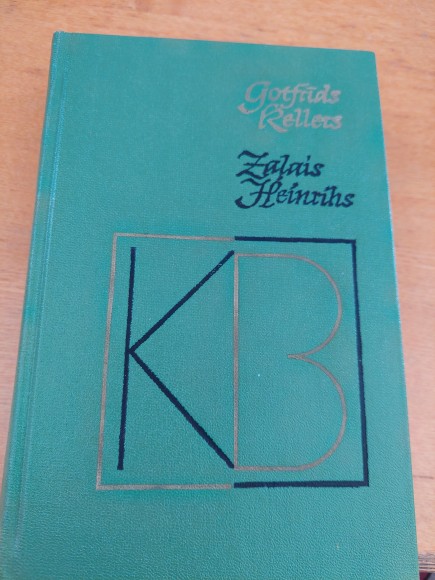 Gotfrīds
Kellers
Zaļais
Heinrihs
KB